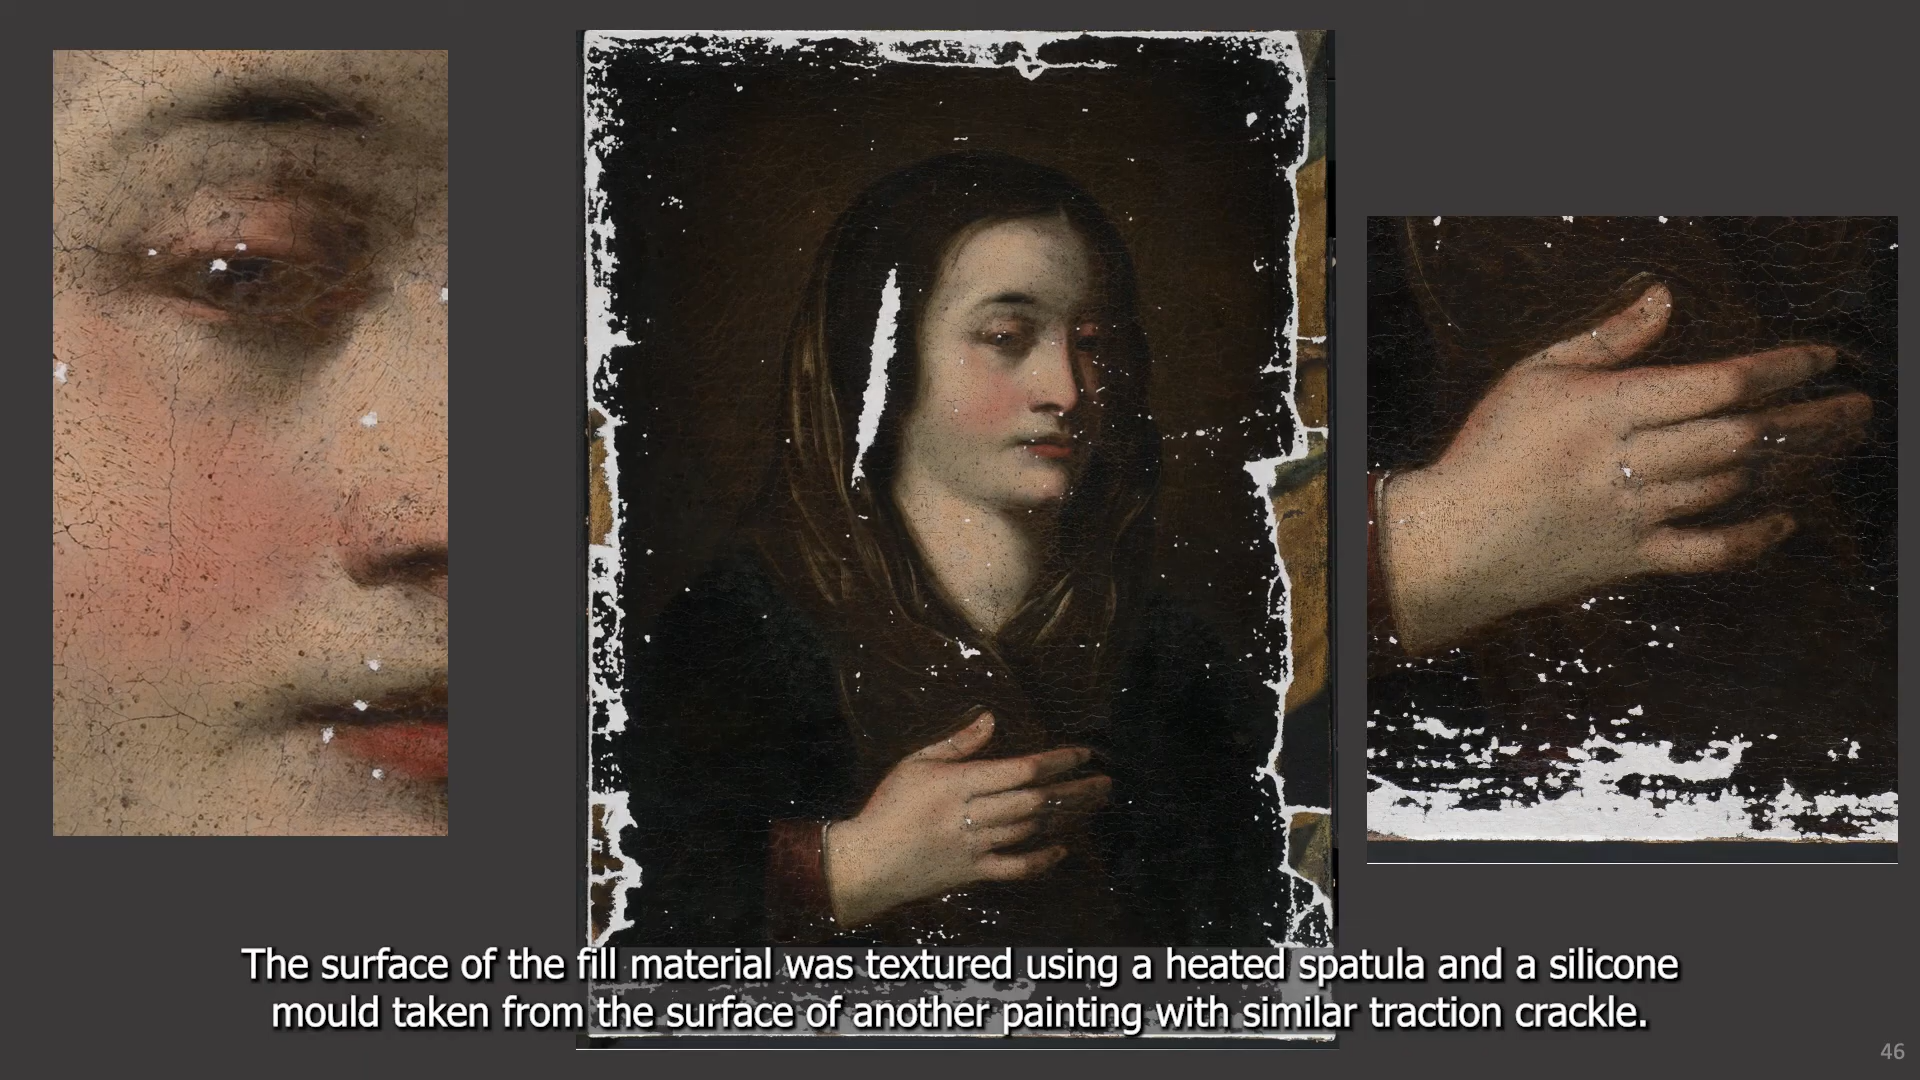 The surface of the fill material was textured using a heated spatula and a silicone
mould taken from the surface of another painting with similar traction crackle.
46